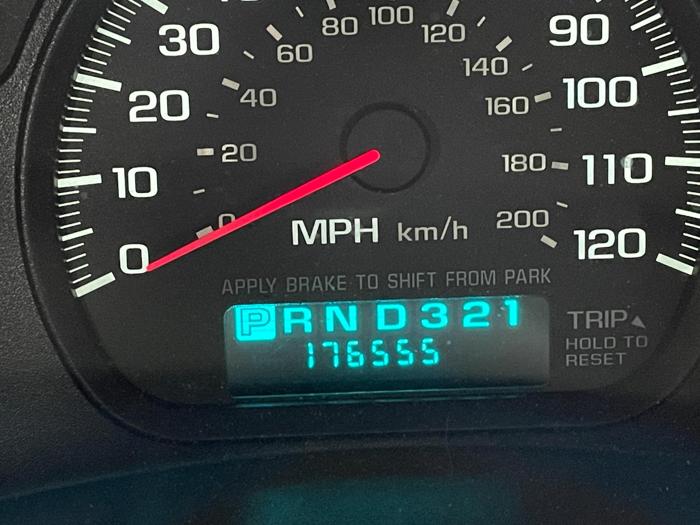 30
80 100 120
90
60
140
20
40
160
100
20
10
180
110
0
MPH km/h
200
120
0
APPLY BRAKE TO SHIFT FROM PARK
P R N D 3 2 1
TRIP
176555
HOLD TO
RESET